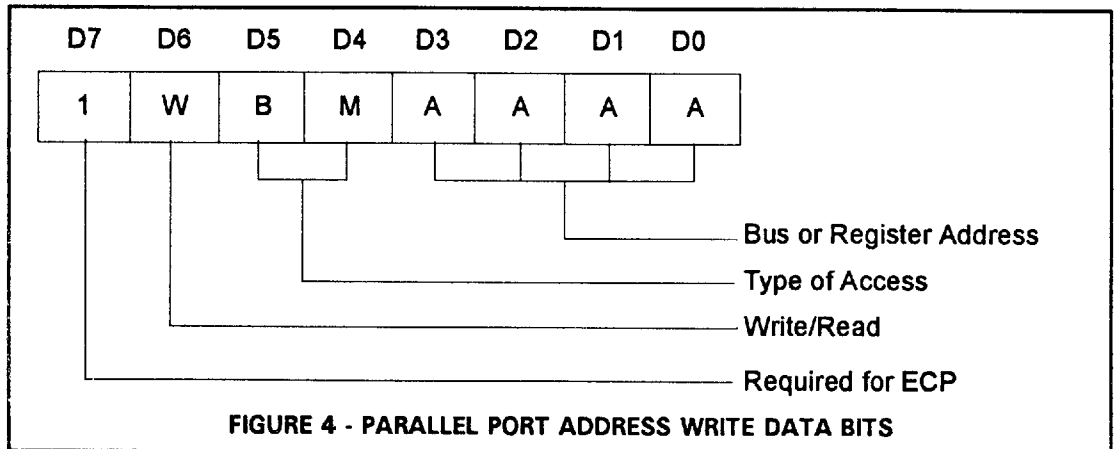 D7 D6 D5 D4 D3 D2 D1 D0
1 W B M A A A A
Bus or Register Address
Type of Access
Write/Read
Required for ECP
FIGURE 4 - PARALLEL PORT ADDRESS WRITE DATA BITS